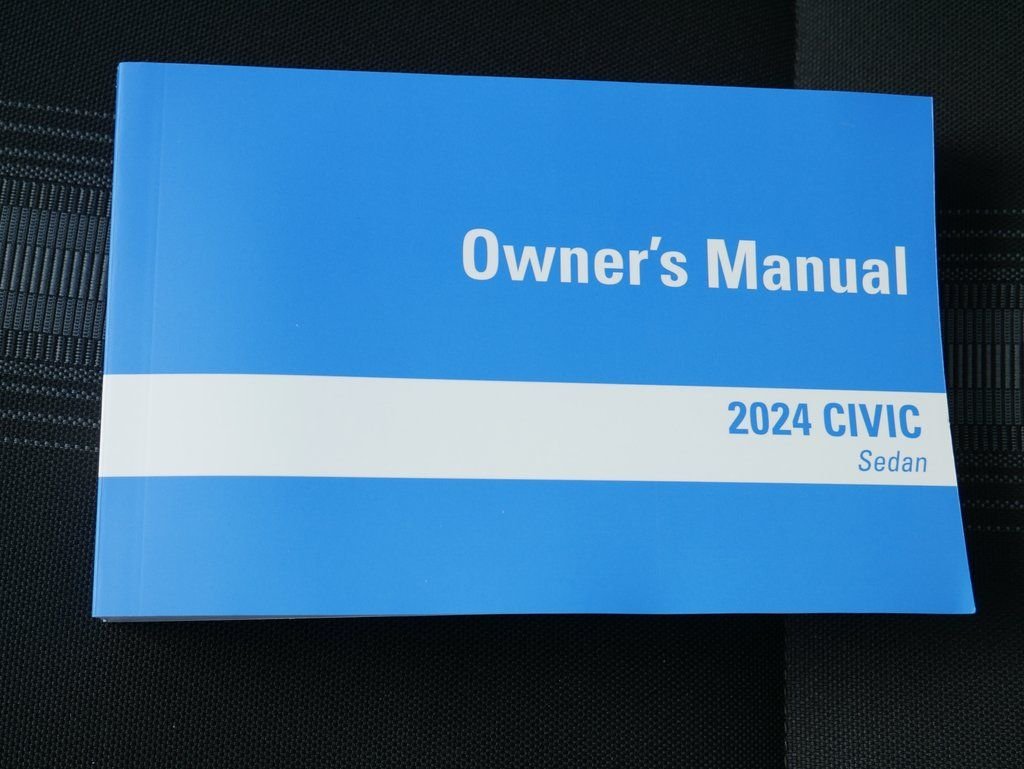 Owner's Manual
2024 CIVIC
Sedan